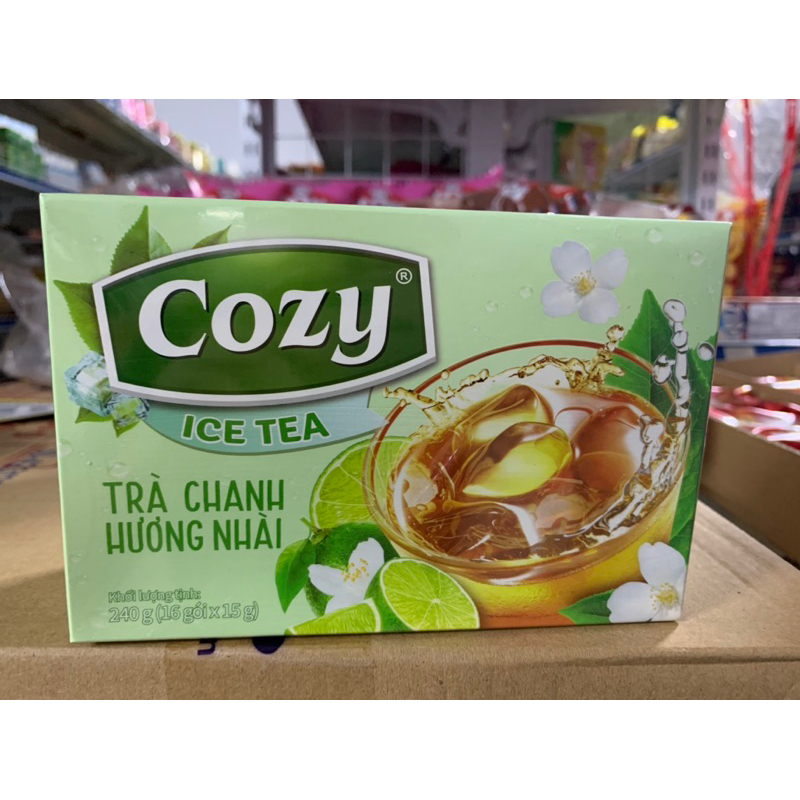 Cozy®
ICE TEA
TRÀ CHANH
HƯƠNG NHÀI
Khối lượng tịnh:
240 g (16 gói x 15 g)